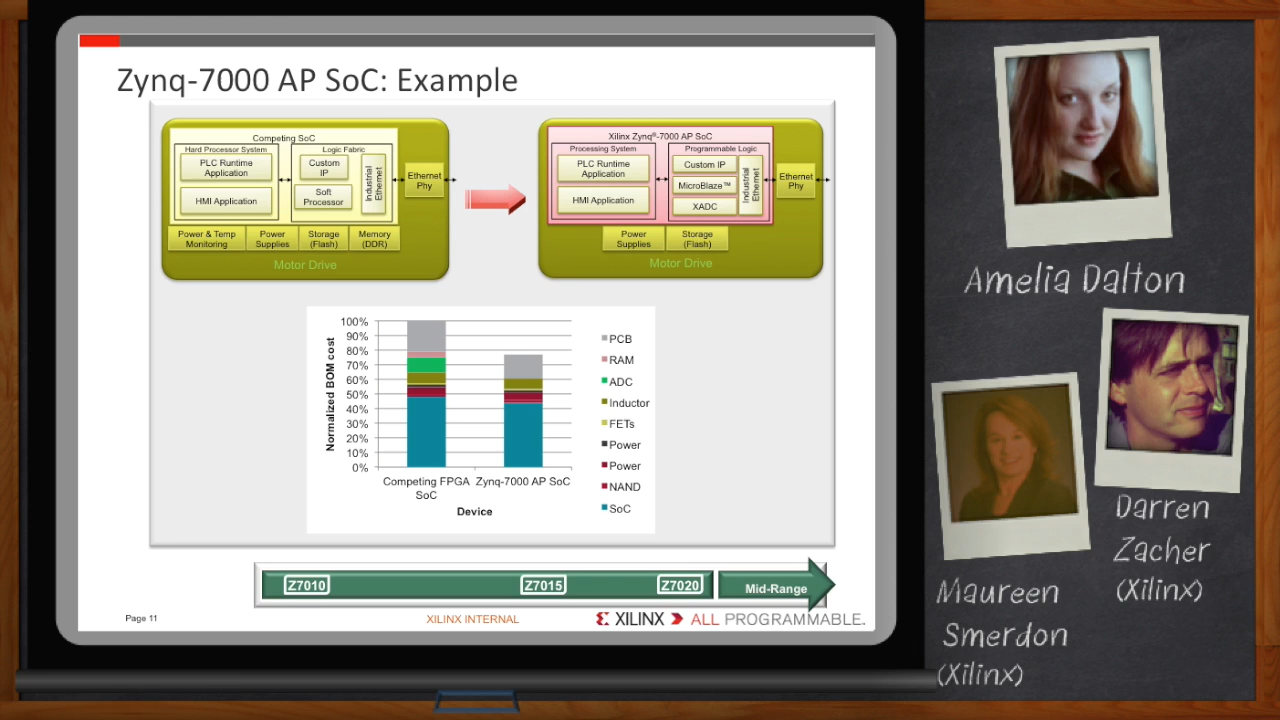 Zynq-7000 AP SoC: Example
Competing SoC
Hard Processor System
PLC Runtime
Application
HMI Application
Logic Fabric
Custom
IP
Soft
Processor
Industrial
Ethernet
Ethernet
Phy
Power & Temp
Monitoring
Power
Supplies
Storage
(Flash)
Memory
(DDR)
Motor Drive
Xilinx Zynq®-7000 AP SoC
Processing System
PLC Runtime
Application
HMI Application
Programmable Logic
Custom IP
MicroBlaze™
XADC
Industrial
Ethernet
Ethernet
Phy
Power
Supplies
Storage
(Flash)
Motor Drive
Normalized BOM cost
100%
90%
80%
70%
60%
50%
40%
30%
20%
10%
0%
Competing FPGA
SoC
Zynq-7000 AP SoC
Device
PCB
RAM
ADC
Inductor
FETs
Power
Power
NAND
SoC
Z7010
Z7015
Z7020
Mid-Range
Page 11
XILINX INTERNAL
XILINX ALL PROGRAMMABLE.
Amelia Dalton
Darren
Zacher
(Xilinx)
Maureen
Smerdon
(Xilinx)